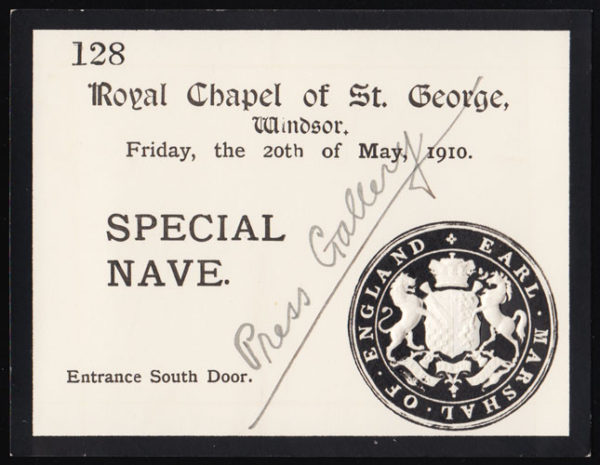 128
Royal Chapel of St. George,
Windsor,
Friday, the 20th of May, 1910.
SPECIAL
NAVE.
Press Gallery
Entrance South Door.
EARL · MARSHAL · OF · ENGLAND